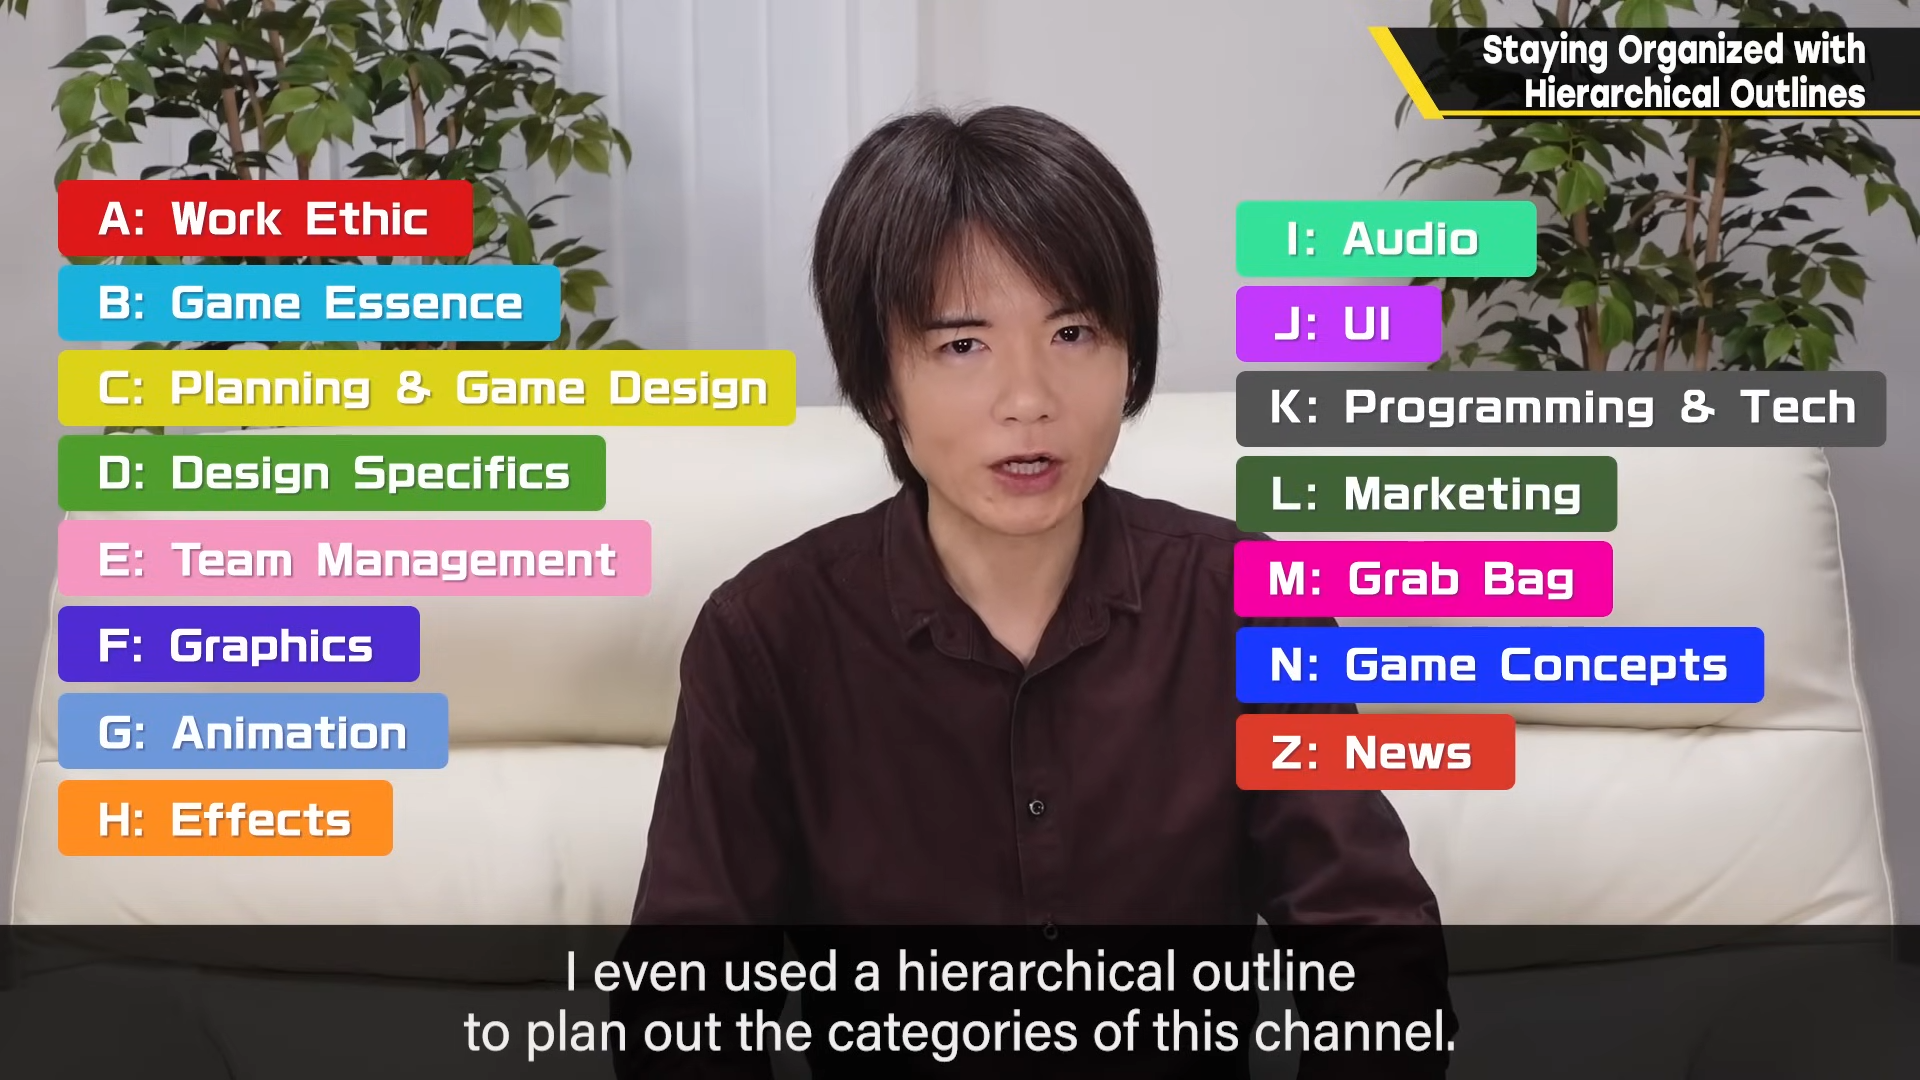 Staying Organized with
Hierarchical Outlines
A: Work Ethic
B: Game Essence
C: Planning & Game Design
D: Design Specifics
E: Team Management
F: Graphics
G: Animation
H: Effects
I: Audio
J: UI
K: Programming & Tech
L: Marketing
M: Grab Bag
N: Game Concepts
Z: News
I even used a hierarchical outline
to plan out the categories of this channel.